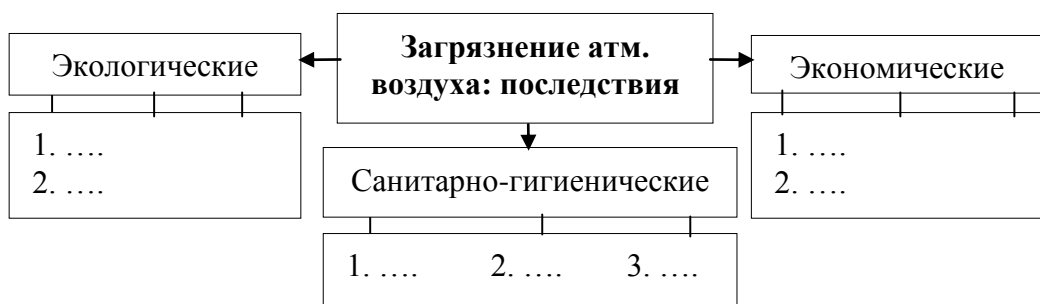 Загрязнение атм.
воздуха: последствия
Экологические
1. ….
2. ….
Санитарно-гигиенические
1. …. 2. …. 3. ….
Экономические
1. ….
2. ….